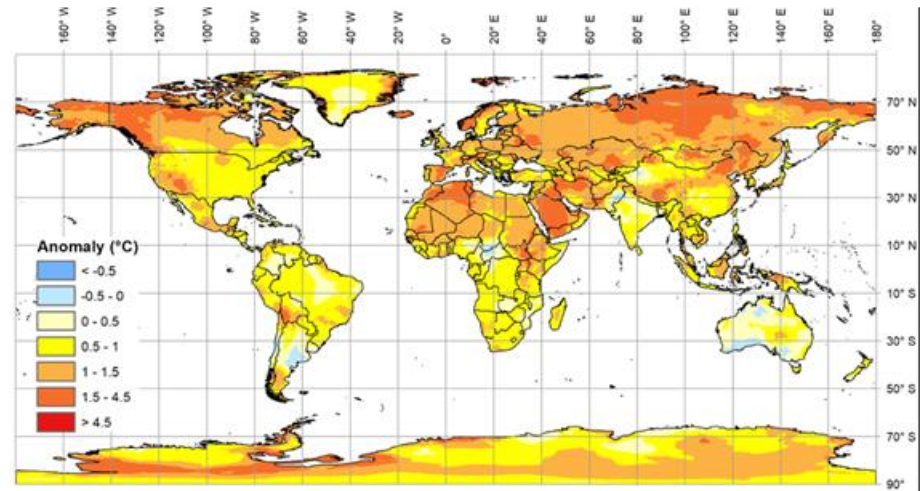 160° W 140° W 120° W 100° W 80° W 60° W 40° W 20° W 0° 20° E 40° E 60° E 80° E 100° E 120° E 140° E 160° E 180°
70° N
50° N
30° N
10° N
10° S
30° S
50° S
70° S
90°
Anomaly (°C)
< -0.5
-0.5 - 0
0 - 0.5
0.5 - 1
1 - 1.5
1.5 - 4.5
> 4.5